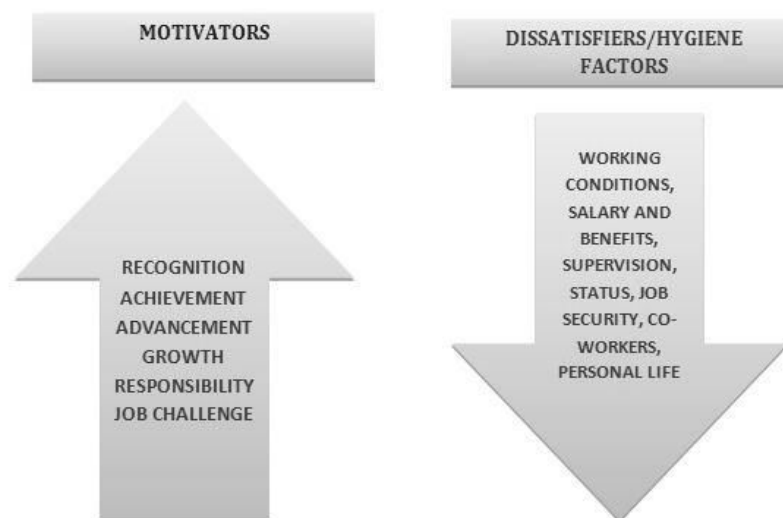 MOTIVATORS
RECOGNITION
ACHIEVEMENT
ADVANCEMENT
GROWTH
RESPONSIBILITY
JOB CHALLENGE
DISSATISFIERS/HYGIENE
FACTORS
WORKING
CONDITIONS,
SALARY AND
BENEFITS,
SUPERVISION,
STATUS, JOB
SECURITY, CO-
WORKERS,
PERSONAL LIFE